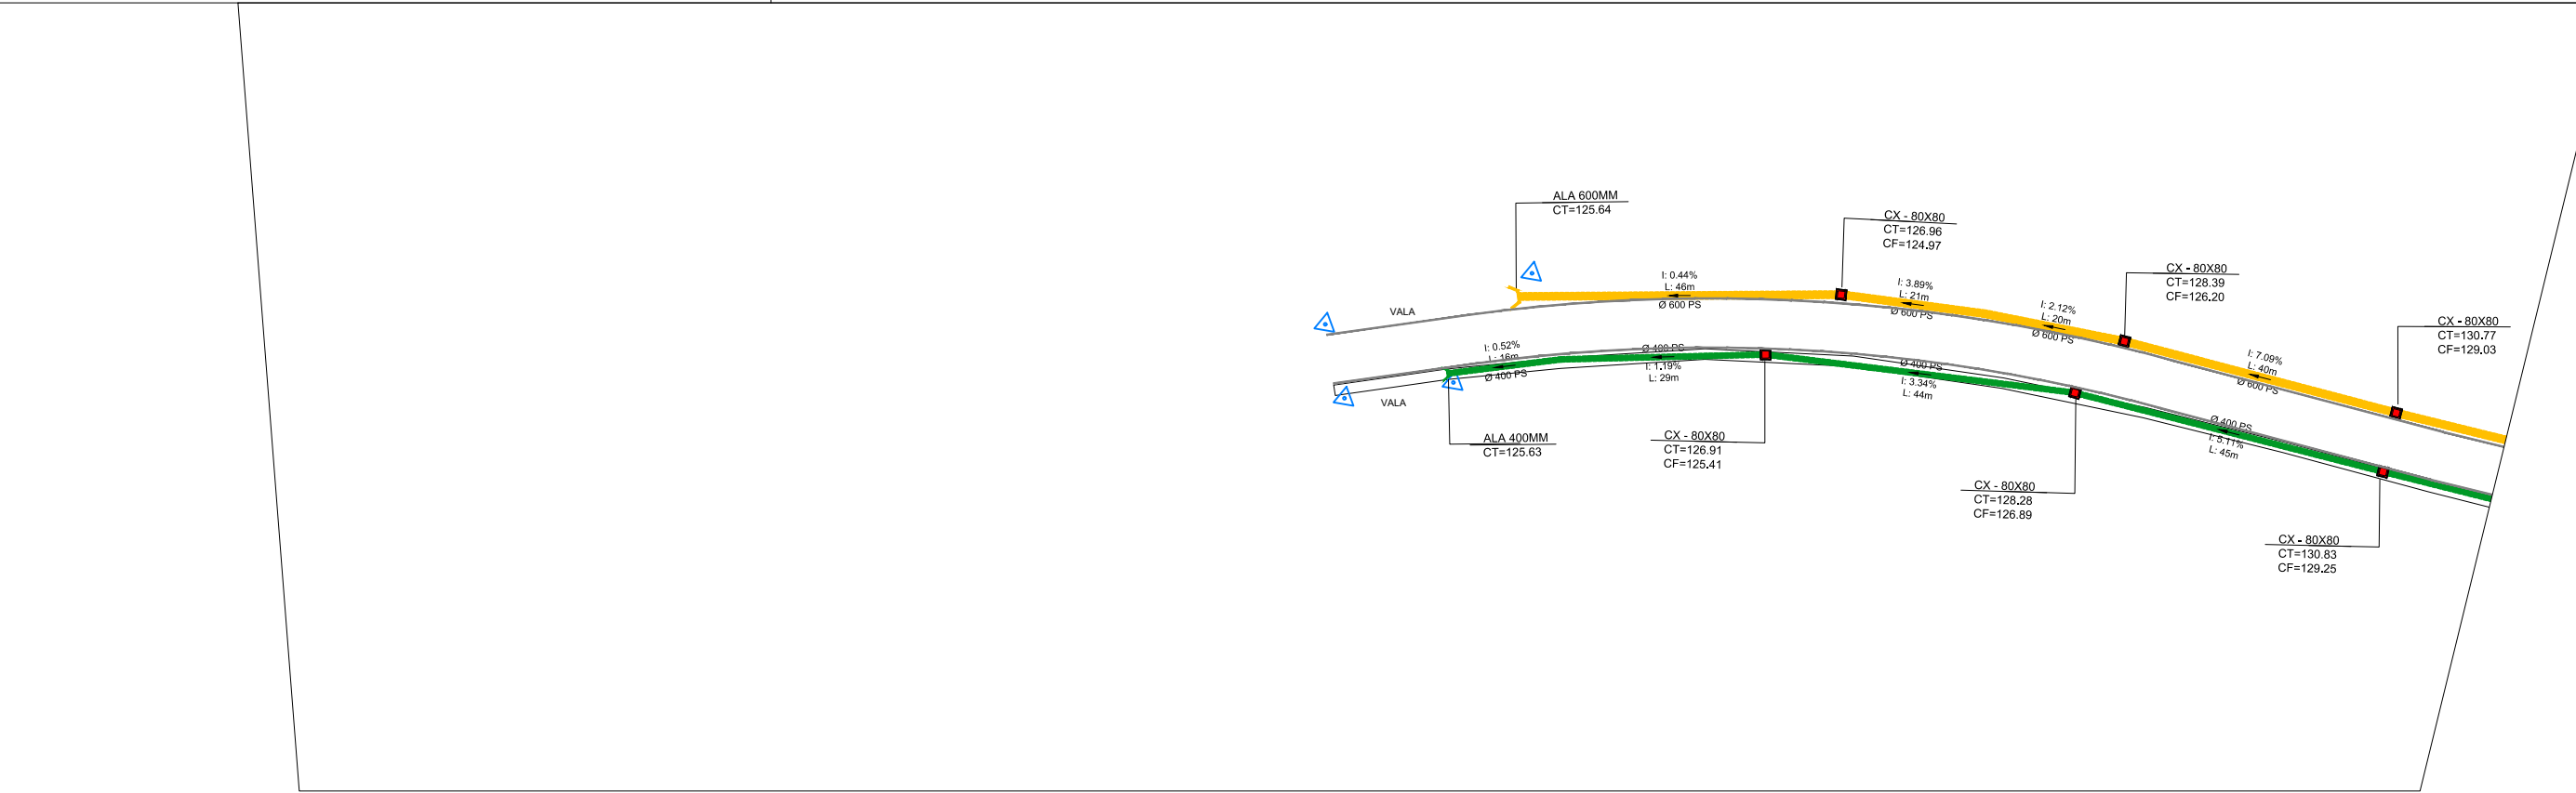 ALA 600MM
CT=125.64
CX - 80X80
CT=126.96
CF=124.97
CX - 80X80
CT=128.39
CF=126.20
CX - 80X80
CT=130.77
CF=129.03
I: 0.44%
L: 46m
Ø 600 PS
I: 3.89%
L: 21m
Ø 600 PS
I: 2.12%
L: 20m
Ø 600 PS
I: 7.09%
L: 40m
Ø 600 PS
VALA
I: 0.52%
L: 16m
Ø 400 PS
Ø 400 PS
I: 1.19%
L: 29m
Ø 400 PS
I: 3.34%
L: 44m
Ø 400 PS
I: 5.11%
L: 45m
VALA
ALA 400MM
CT=125.63
CX - 80X80
CT=126.91
CF=125.41
CX - 80X80
CT=128.28
CF=126.89
CX - 80X80
CT=130.83
CF=129.25